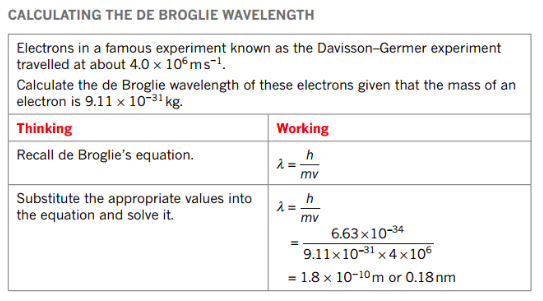 CALCULATING THE DE BROGLIE WAVELENGTH
Electrons in a famous experiment known as the Davisson–Germer experiment
travelled at about 4.0 × 10⁶ m s⁻¹.
Calculate the de Broglie wavelength of these electrons given that the mass of an
electron is 9.11 × 10⁻³¹ kg.
Thinking
Working
Recall de Broglie's equation.
λ = h/mv
Substitute the appropriate values into
the equation and solve it.
λ = h/mv
= 6.63×10⁻³⁴/9.11×10⁻³¹ ×4×10⁶
= 1.8 × 10⁻¹⁰ m or 0.18 nm